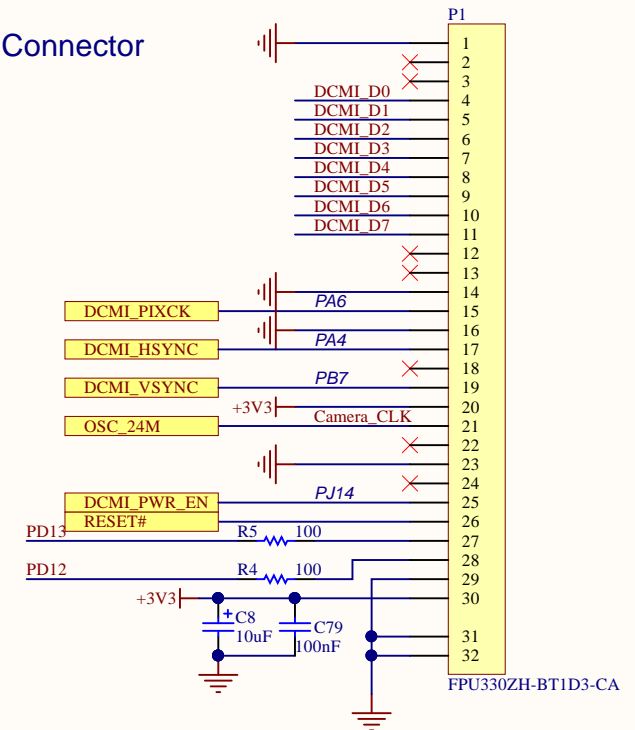 P1
Connector
1
2
3
DCMI_D0 4
DCMI_D1 5
DCMI_D2 6
DCMI_D3 7
DCMI_D4 8
DCMI_D5 9
DCMI_D6 10
DCMI_D7 11
12
13
14
DCMI_PIXCK PA6 15
16
DCMI_HSYNC PA4 17
18
DCMI_VSYNC PB7 19
+3V3 20
OSC_24M Camera_CLK 21
22
23
24
DCMI_PWR_EN PJ14 25
RESET# 26
PD13 R5 100 27
28
PD12 R4 100 29
+3V3 30
+ C8 C79
10uF 100nF
31
32
FPU330ZH-BT1D3-CA